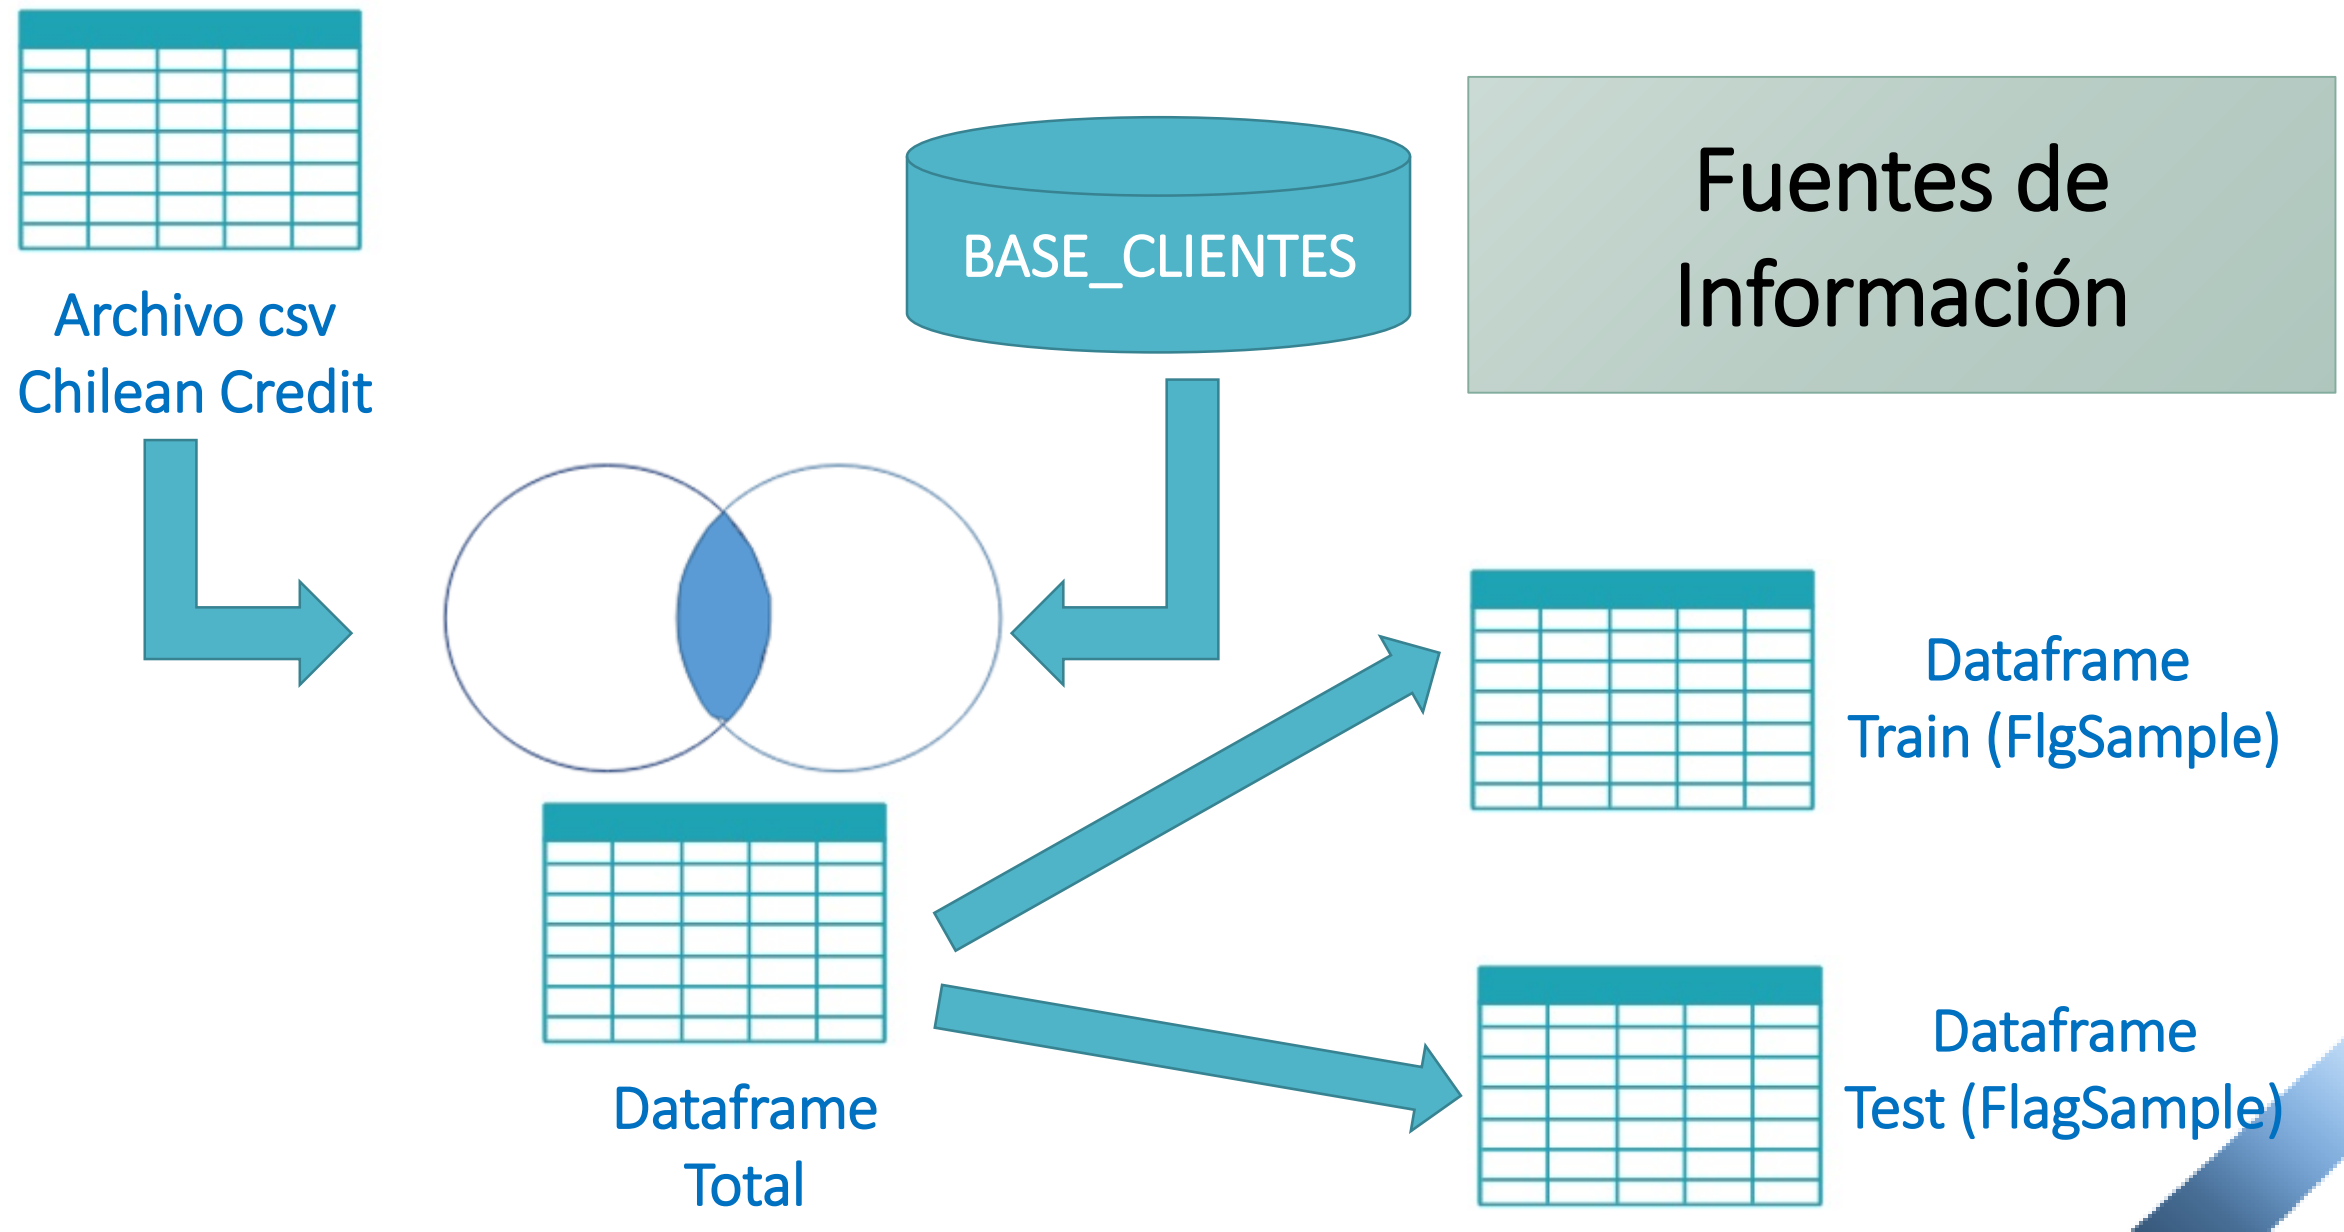 Archivo csv
Chilean Credit
BASE_CLIENTES
Fuentes de
Información
Dataframe
Train (FlgSample)
Dataframe
Total
Dataframe
Test (FlagSample)